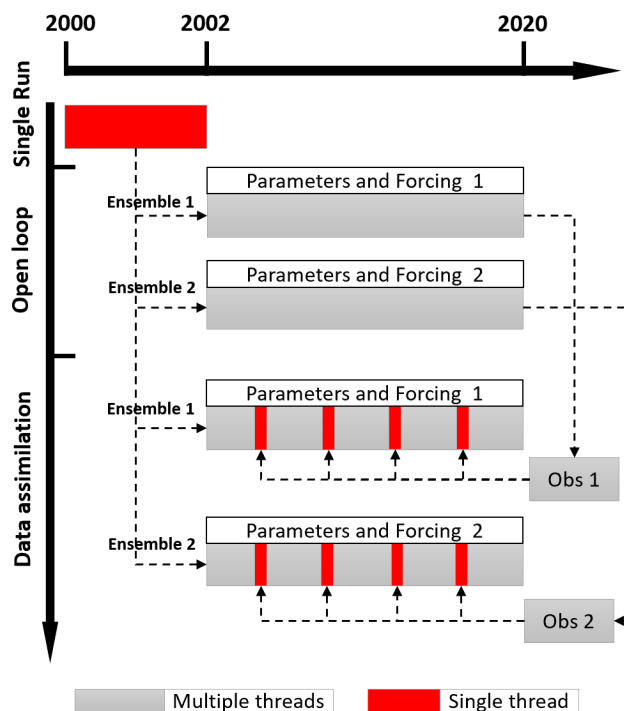 2000 2002 2020
Single Run
Parameters and Forcing 1
Ensemble 1
Open loop
Parameters and Forcing 2
Ensemble 2
Parameters and Forcing 1
Ensemble 1
Data assimilation
Obs 1
Parameters and Forcing 2
Ensemble 2
Obs 2
Multiple threads Single thread